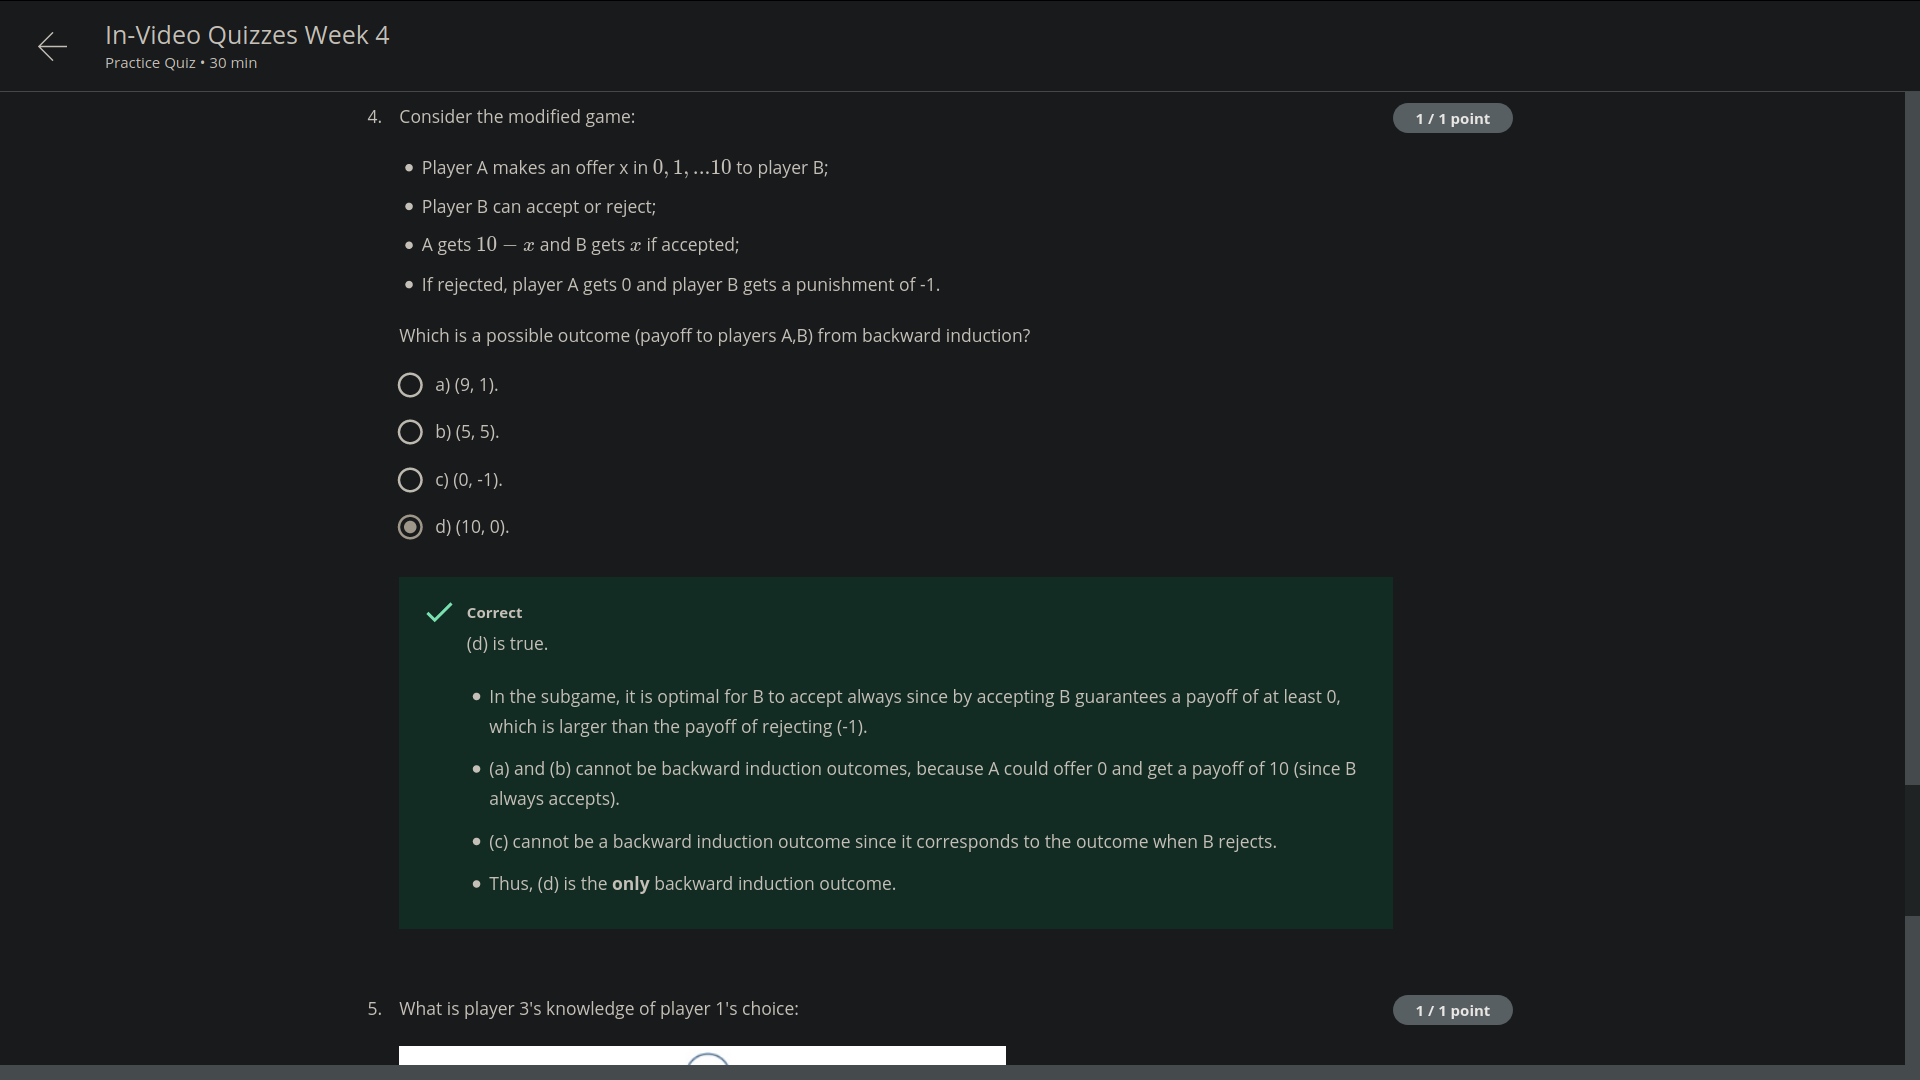 In-Video Quizzes Week 4
Practice Quiz • 30 min
4. Consider the modified game:
1 / 1 point
• Player A makes an offer x in 0, 1, ...10 to player B;
• Player B can accept or reject;
• A gets 10 − x and B gets x if accepted;
• If rejected, player A gets 0 and player B gets a punishment of -1.
Which is a possible outcome (payoff to players A,B) from backward induction?
a) (9, 1).
b) (5, 5).
c) (0, -1).
d) (10, 0).
Correct
(d) is true.
• In the subgame, it is optimal for B to accept always since by accepting B guarantees a payoff of at least 0,
which is larger than the payoff of rejecting (-1).
• (a) and (b) cannot be backward induction outcomes, because A could offer 0 and get a payoff of 10 (since B
always accepts).
• (c) cannot be a backward induction outcome since it corresponds to the outcome when B rejects.
• Thus, (d) is the only backward induction outcome.
5. What is player 3's knowledge of player 1's choice:
1 / 1 point